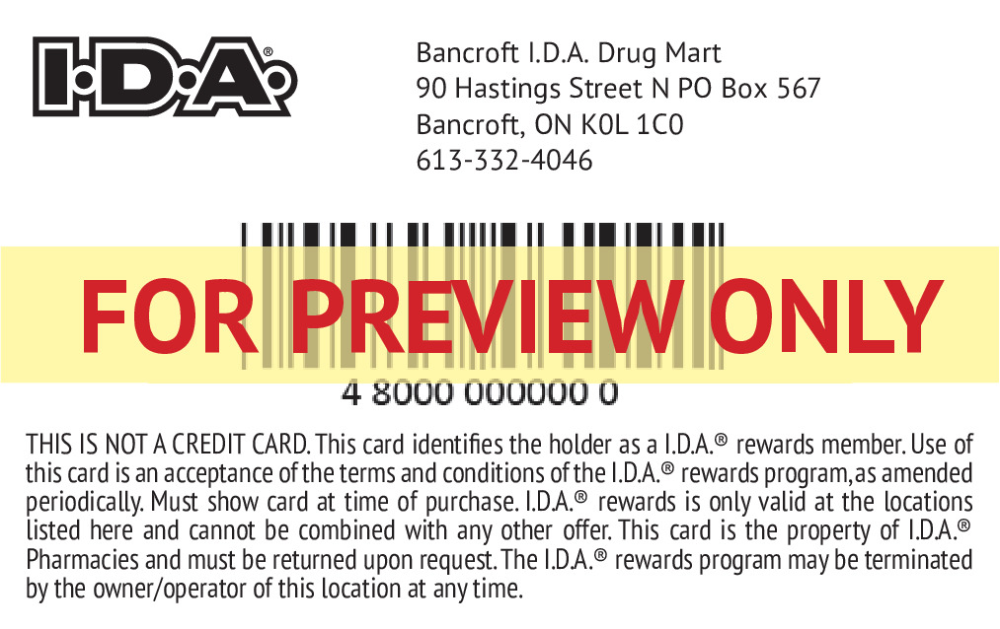 I·D·A·®
Bancroft I.D.A. Drug Mart
90 Hastings Street N PO Box 567
Bancroft, ON K0L 1C0
613-332-4046
FOR PREVIEW ONLY
4 8000 000000 0
THIS IS NOT A CREDIT CARD. This card identifies the holder as a I.D.A.® rewards member. Use of
this card is an acceptance of the terms and conditions of the I.D.A.® rewards program, as amended
periodically. Must show card at time of purchase. I.D.A.® rewards is only valid at the locations
listed here and cannot be combined with any other offer. This card is the property of I.D.A.®
Pharmacies and must be returned upon request. The I.D.A.® rewards program may be terminated
by the owner/operator of this location at any time.